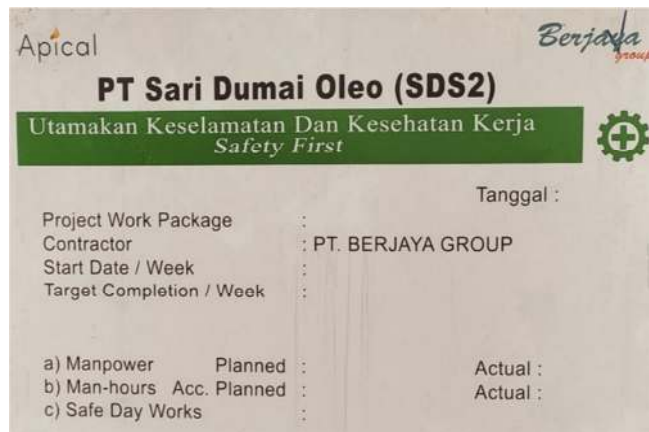 Apical
Berjaya
group
PT Sari Dumai Oleo (SDS2)
Utamakan Keselamatan Dan Kesehatan Kerja
Safety First
Tanggal :
Project Work Package :
Contractor : PT. BERJAYA GROUP
Start Date / Week :
Target Completion / Week :
a) Manpower Planned : Actual :
b) Man-hours Acc. Planned : Actual :
c) Safe Day Works :